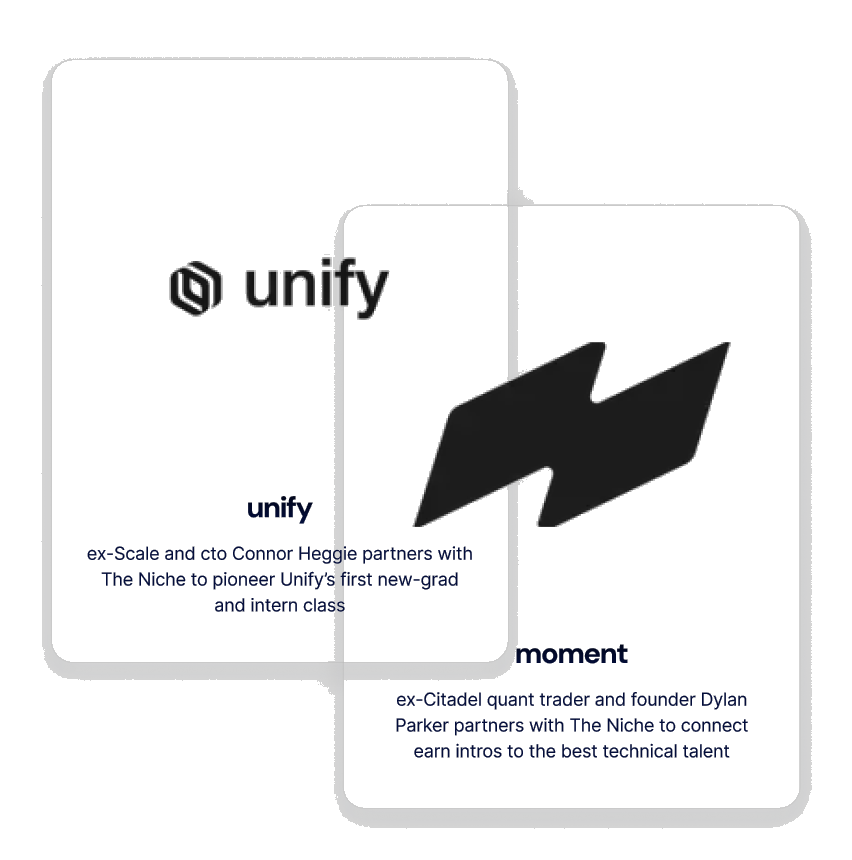 unify
unify
ex-Scale and cto Connor Heggie partners with
The Niche to pioneer Unify’s first new-grad
and intern class
moment
ex-Citadel quant trader and founder Dylan
Parker partners with The Niche to connect
earn intros to the best technical talent